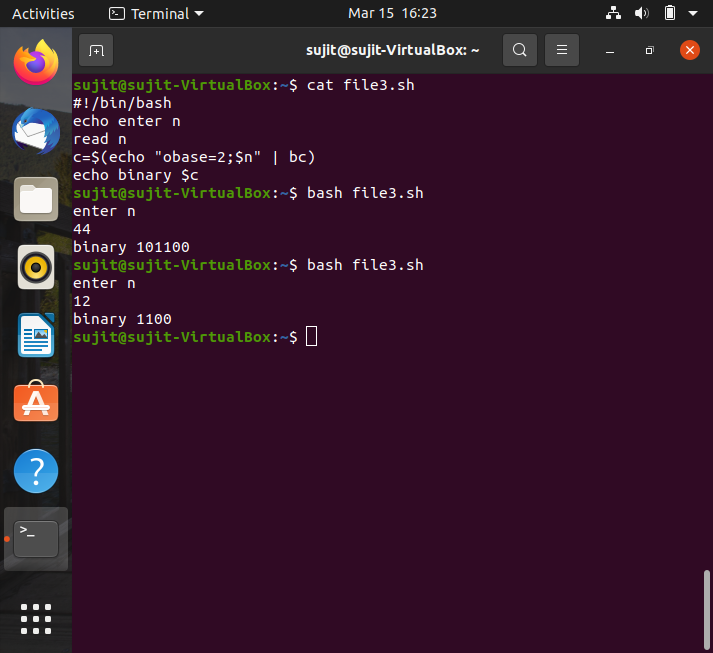 Activities Terminal Mar 15 16:23
sujit@sujit-VirtualBox: ~
sujit@sujit-VirtualBox:~$ cat file3.sh
#!/bin/bash
echo enter n
read n
c=$(echo "obase=2;$n" | bc)
echo binary $c
sujit@sujit-VirtualBox:~$ bash file3.sh
enter n
44
binary 101100
sujit@sujit-VirtualBox:~$ bash file3.sh
enter n
12
binary 1100
sujit@sujit-VirtualBox:~$